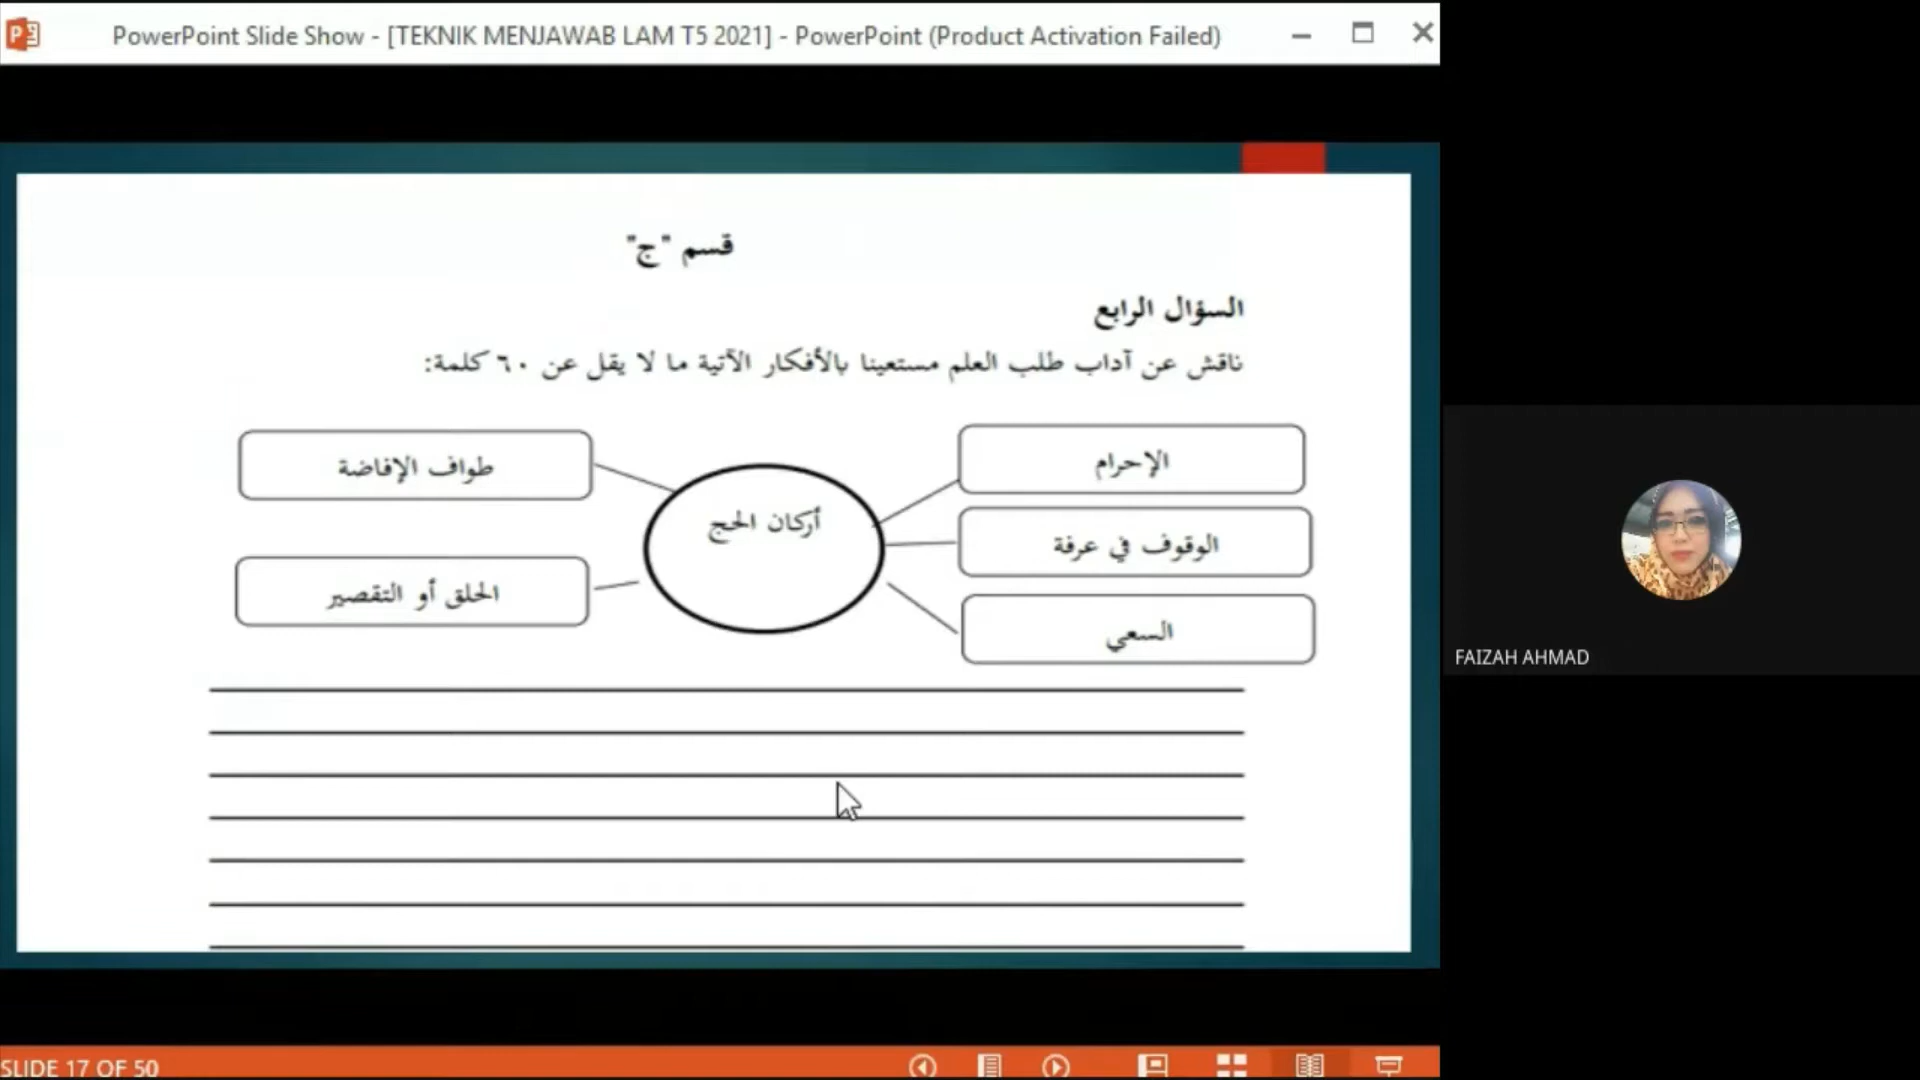 PowerPoint Slide Show - [TEKNIK MENJAWAB LAM T5 2021] - PowerPoint (Product Activation Failed)
قسم "ج"
السؤال الرابع
ناقش عن آداب طلب العلم مستعينا بالأفكار الآتية ما لا يقل عن ٦٠ كلمة:
الإحرام
طواف الإفاضة
أركان الحج
الوقوف في عرفة
الحلق أو التقصير
السعي
FAIZAH AHMAD
SLIDE 17 OF 50